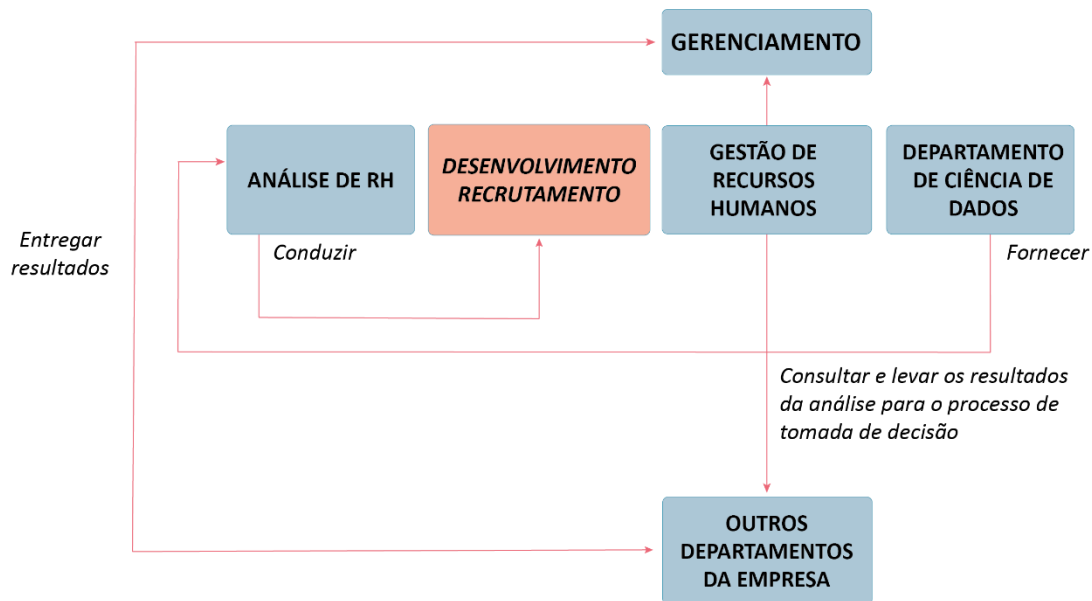 GERENCIAMENTO
ANÁLISE DE RH
DESENVOLVIMENTO
RECRUTAMENTO
GESTÃO DE
RECURSOS
HUMANOS
DEPARTAMENTO
DE CIÊNCIA DE
DADOS
Entregar
resultados
Conduzir
Fornecer
Consultar e levar os resultados
da análise para o processo de
tomada de decisão
OUTROS
DEPARTAMENTOS
DA EMPRESA